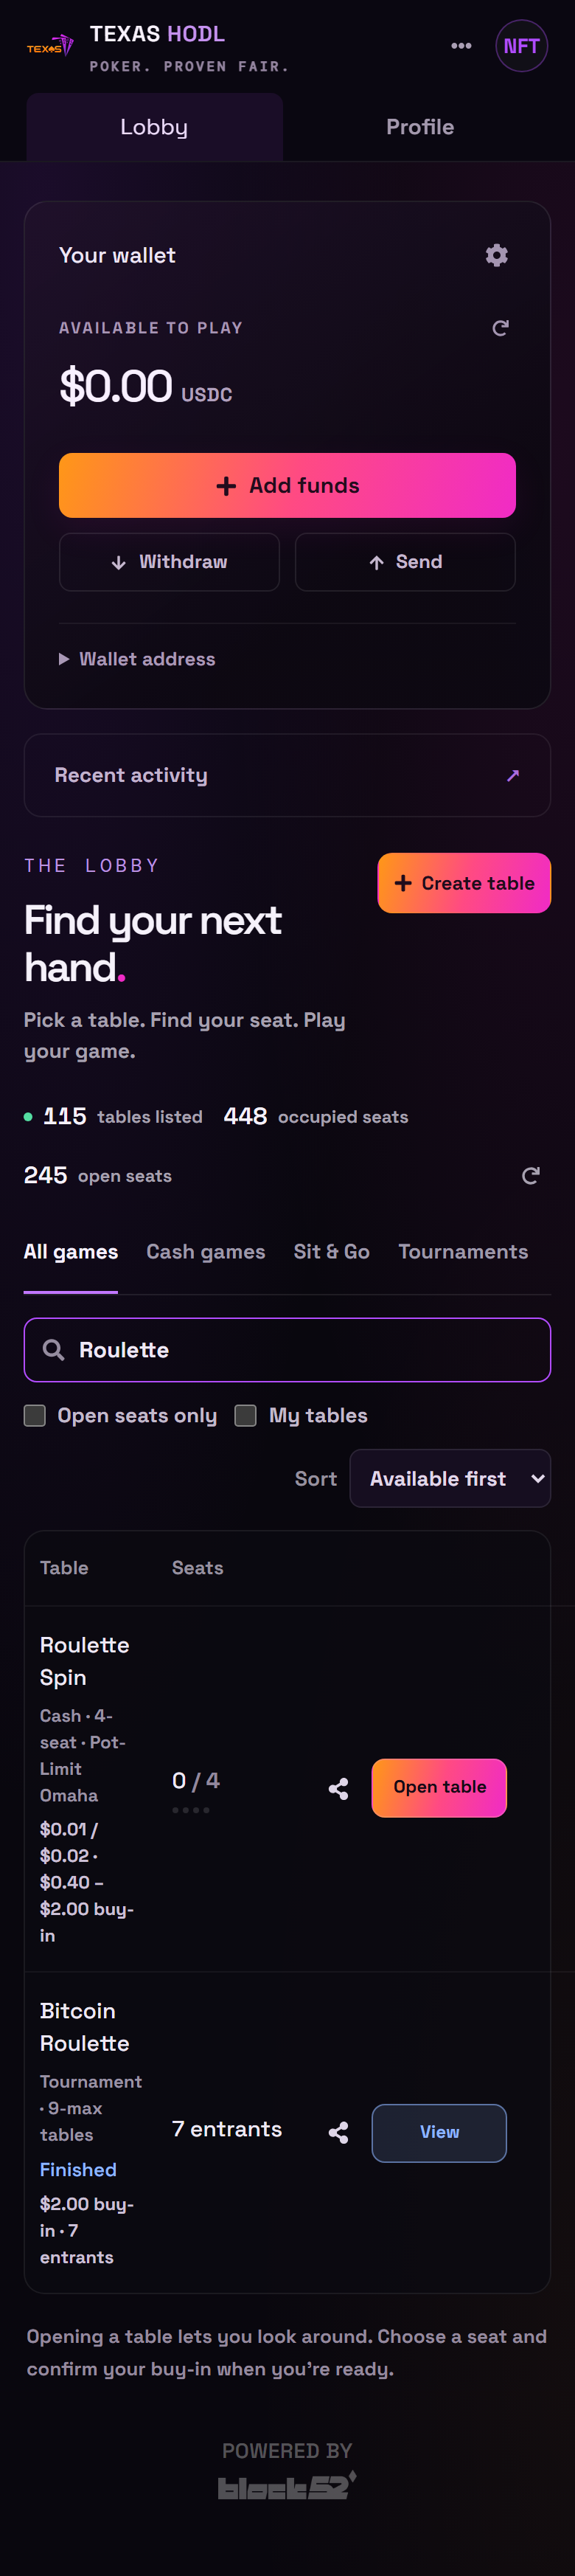 TEXAS
TEXAS HODL
POKER. PROVEN FAIR.
NFT
Lobby
Profile
Your wallet
AVAILABLE TO PLAY
$0.00 USDC
Add funds
Withdraw
Send
Wallet address
Recent activity
THE LOBBY
Create table
Find your next
hand.
Pick a table. Find your seat. Play
your game.
115 tables listed 448 occupied seats
245 open seats
All games Cash games Sit & Go Tournaments
Roulette
Open seats only My tables
Sort Available first
Table Seats
Roulette
Spin
Cash · 4-
seat · Pot-
Limit
Omaha
$0.01 /
$0.02 ·
$0.40 –
$2.00 buy-
in
0 / 4
Open table
Bitcoin
Roulette
Tournament
· 9-max
tables
Finished
$2.00 buy-
in · 7
entrants
7 entrants
View
Opening a table lets you look around. Choose a seat and
confirm your buy-in when you’re ready.
POWERED BY
block52